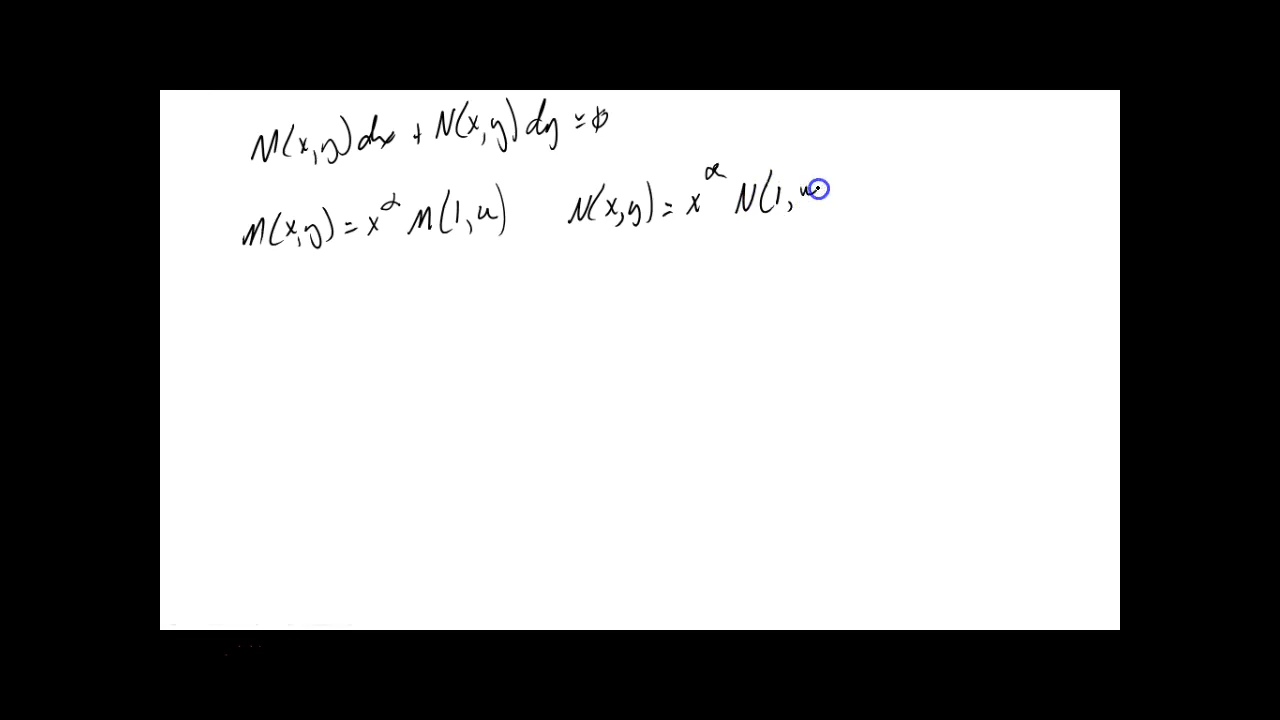 M(x,y)dx + N(x,y)dy = 0
M(x,y) = x^α M(1,u) N(x,y) = x^α N(1,u